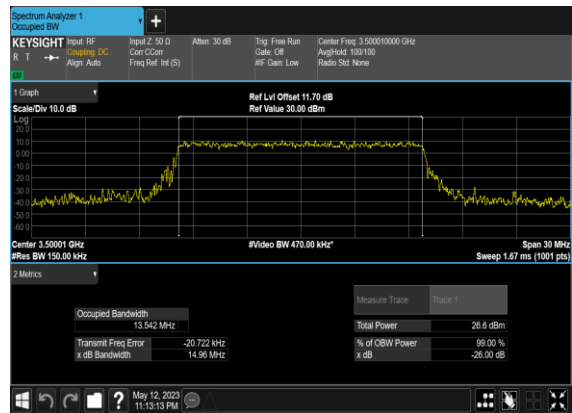 Spectrum Analyzer 1
Occupied BW
+
KEYSIGHT Input: RF Input Z: 50 Ω Atten: 30 dB Trig: Free Run Center Freq: 3.500010000 GHz
R T Coupling: DC Corr CCorr Gate: Off Avg|Hold: 100/100
Align: Auto Freq Ref: Int (S) #IF Gain: Low Radio Std: None
LW
1 Graph
Ref Lvl Offset 11.70 dB
Scale/Div 10.0 dB Ref Value 30.00 dBm
Log
20.0
10.0
0.00
-10.0
-20.0
-30.0
-40.0
-50.0
-60.0
Center 3.50001 GHz #Video BW 470.00 kHz* Span 30 MHz
#Res BW 150.00 kHz Sweep 1.67 ms (1001 pts)
2 Metrics
Measure Trace Trace 1
Occupied Bandwidth
13.542 MHz Total Power 26.6 dBm
Transmit Freq Error -20.722 kHz % of OBW Power 99.00 %
x dB Bandwidth 14.96 MHz x dB -26.00 dB
?
May 12, 2023
11:13:13 PM